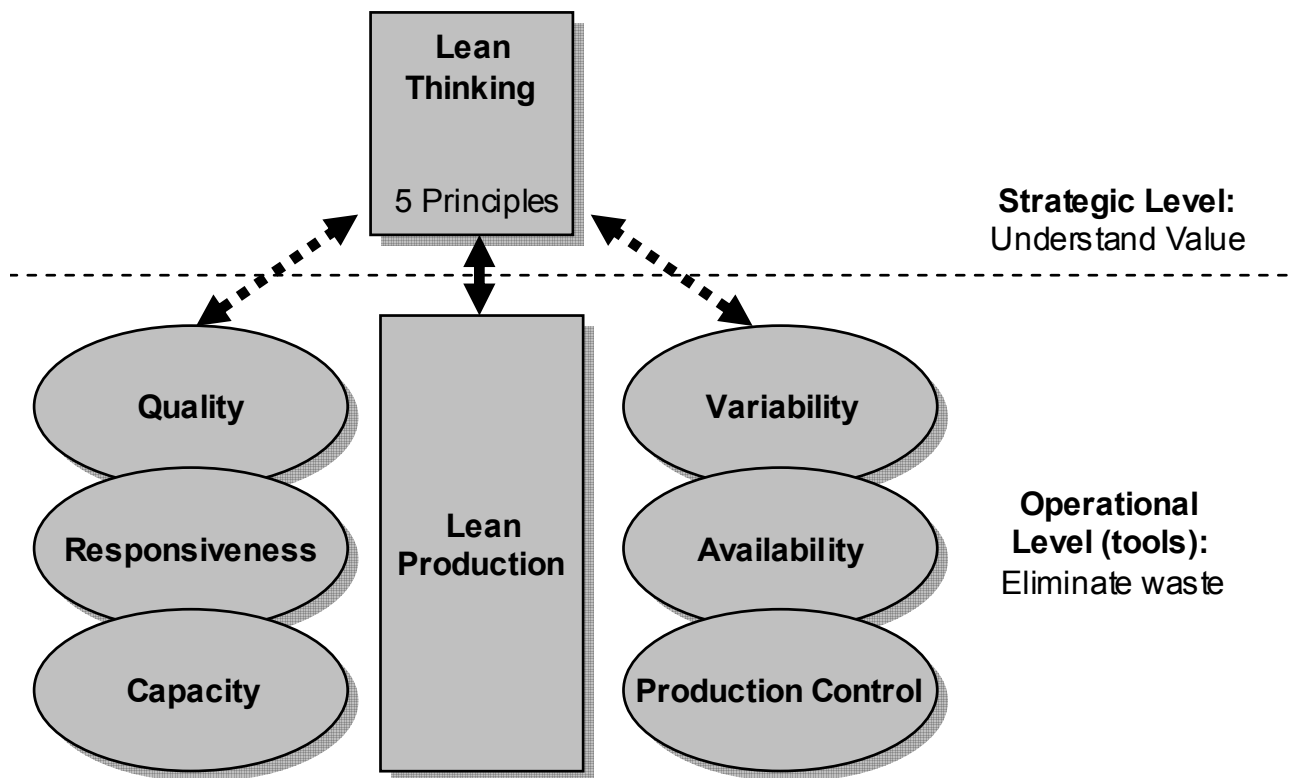 Lean
Thinking
5 Principles
Strategic Level:
Understand Value
Quality
Responsiveness
Capacity
Lean
Production
Variability
Availability
Production Control
Operational
Level (tools):
Eliminate waste